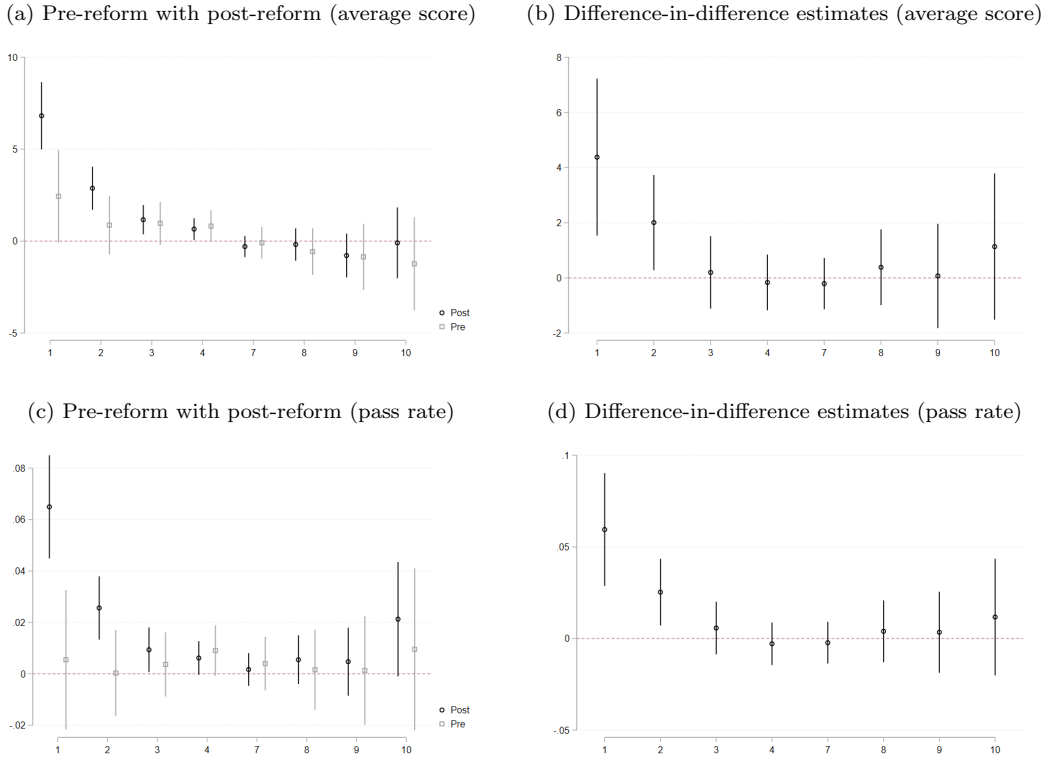 (a) Pre-reform with post-reform (average score)
10
5
0
-5
1 2 3 4 7 8 9 10
Post
Pre
(b) Difference-in-difference estimates (average score)
8
6
4
2
0
-2
1 2 3 4 7 8 9 10
(c) Pre-reform with post-reform (pass rate)
.08
.06
.04
.02
0
-.02
1 2 3 4 7 8 9 10
Post
Pre
(d) Difference-in-difference estimates (pass rate)
.1
.05
0
-.05
1 2 3 4 7 8 9 10